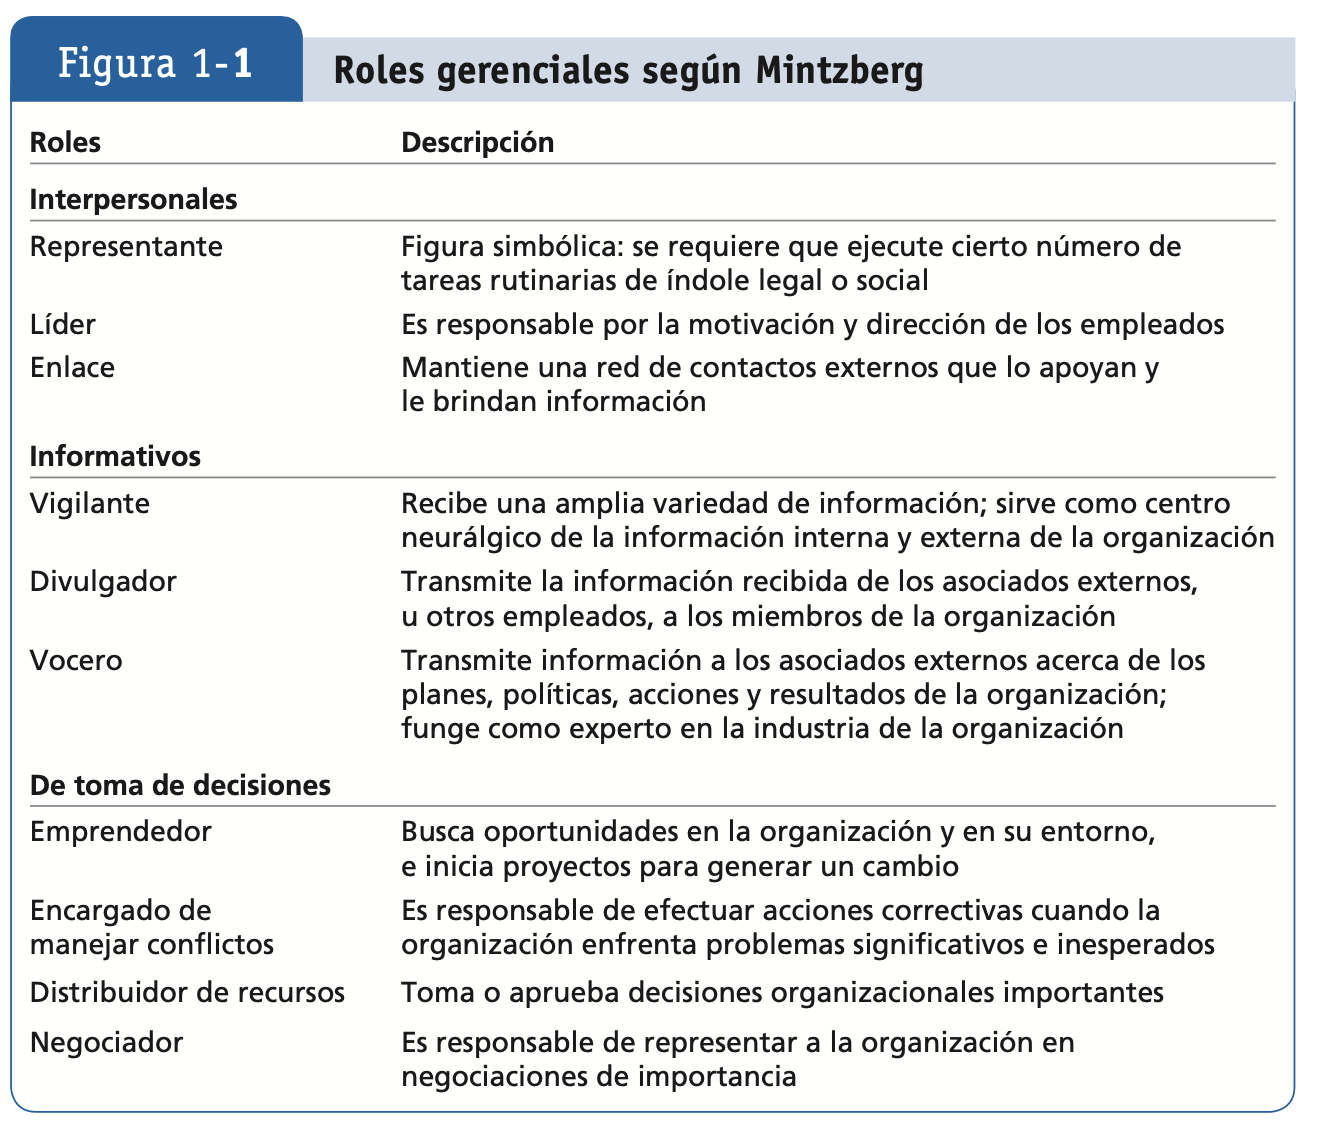 Figura 1-1
Roles gerenciales según Mintzberg
Roles Descripción
Interpersonales
Representante Figura simbólica: se requiere que ejecute cierto número de
tareas rutinarias de índole legal o social
Líder Es responsable por la motivación y dirección de los empleados
Enlace Mantiene una red de contactos externos que lo apoyan y
le brindan información
Informativos
Vigilante Recibe una amplia variedad de información; sirve como centro
neurálgico de la información interna y externa de la organización
Divulgador Transmite la información recibida de los asociados externos,
u otros empleados, a los miembros de la organización
Vocero Transmite información a los asociados externos acerca de los
planes, políticas, acciones y resultados de la organización;
funge como experto en la industria de la organización
De toma de decisiones
Emprendedor Busca oportunidades en la organización y en su entorno,
e inicia proyectos para generar un cambio
Encargado de Es responsable de efectuar acciones correctivas cuando la
manejar conflictos organización enfrenta problemas significativos e inesperados
Distribuidor de recursos Toma o aprueba decisiones organizacionales importantes
Negociador Es responsable de representar a la organización en
negociaciones de importancia